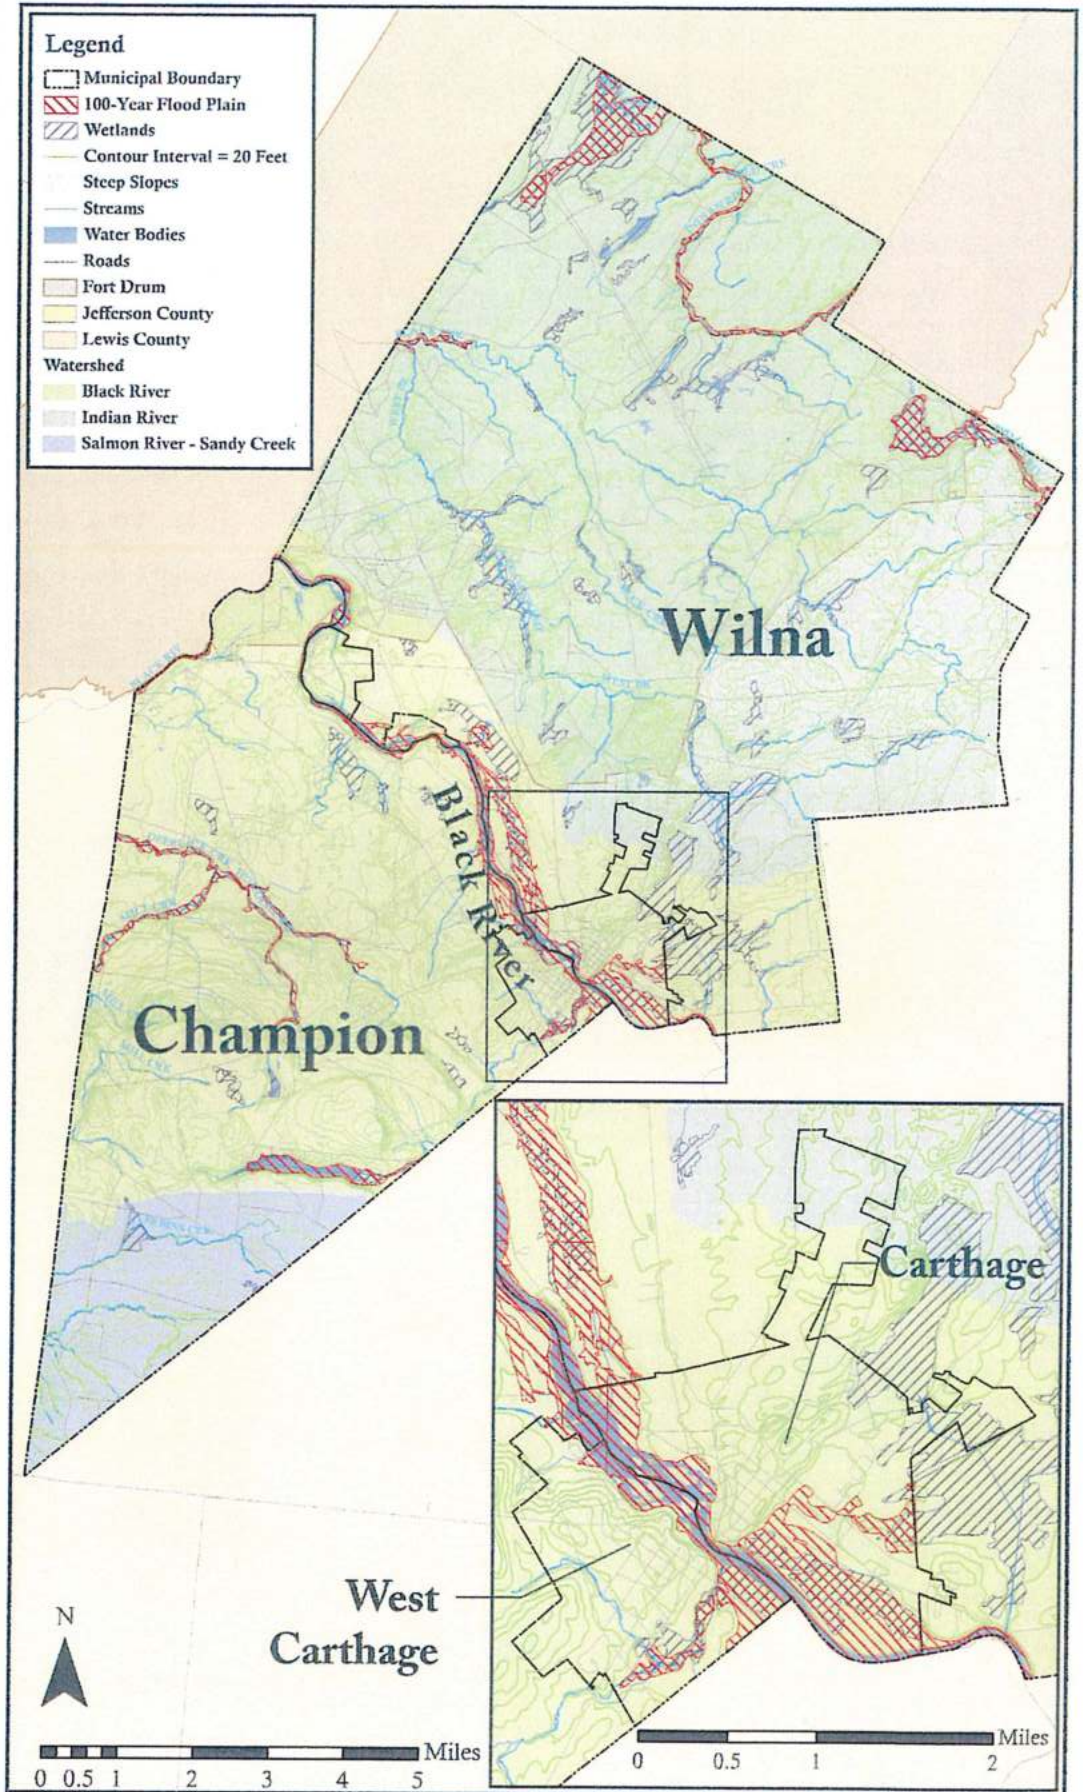 Legend
Municipal Boundary
100-Year Flood Plain
Wetlands
Contour Interval = 20 Feet
Steep Slopes
Streams
Water Bodies
Roads
Fort Drum
Jefferson County
Lewis County
Watershed
Black River
Indian River
Salmon River - Sandy Creek
Wilna
Black River
Champion
Carthage
West
Carthage
N
Miles
0 0.5 1 2 3 4 5
Miles
0 0.5 1 2